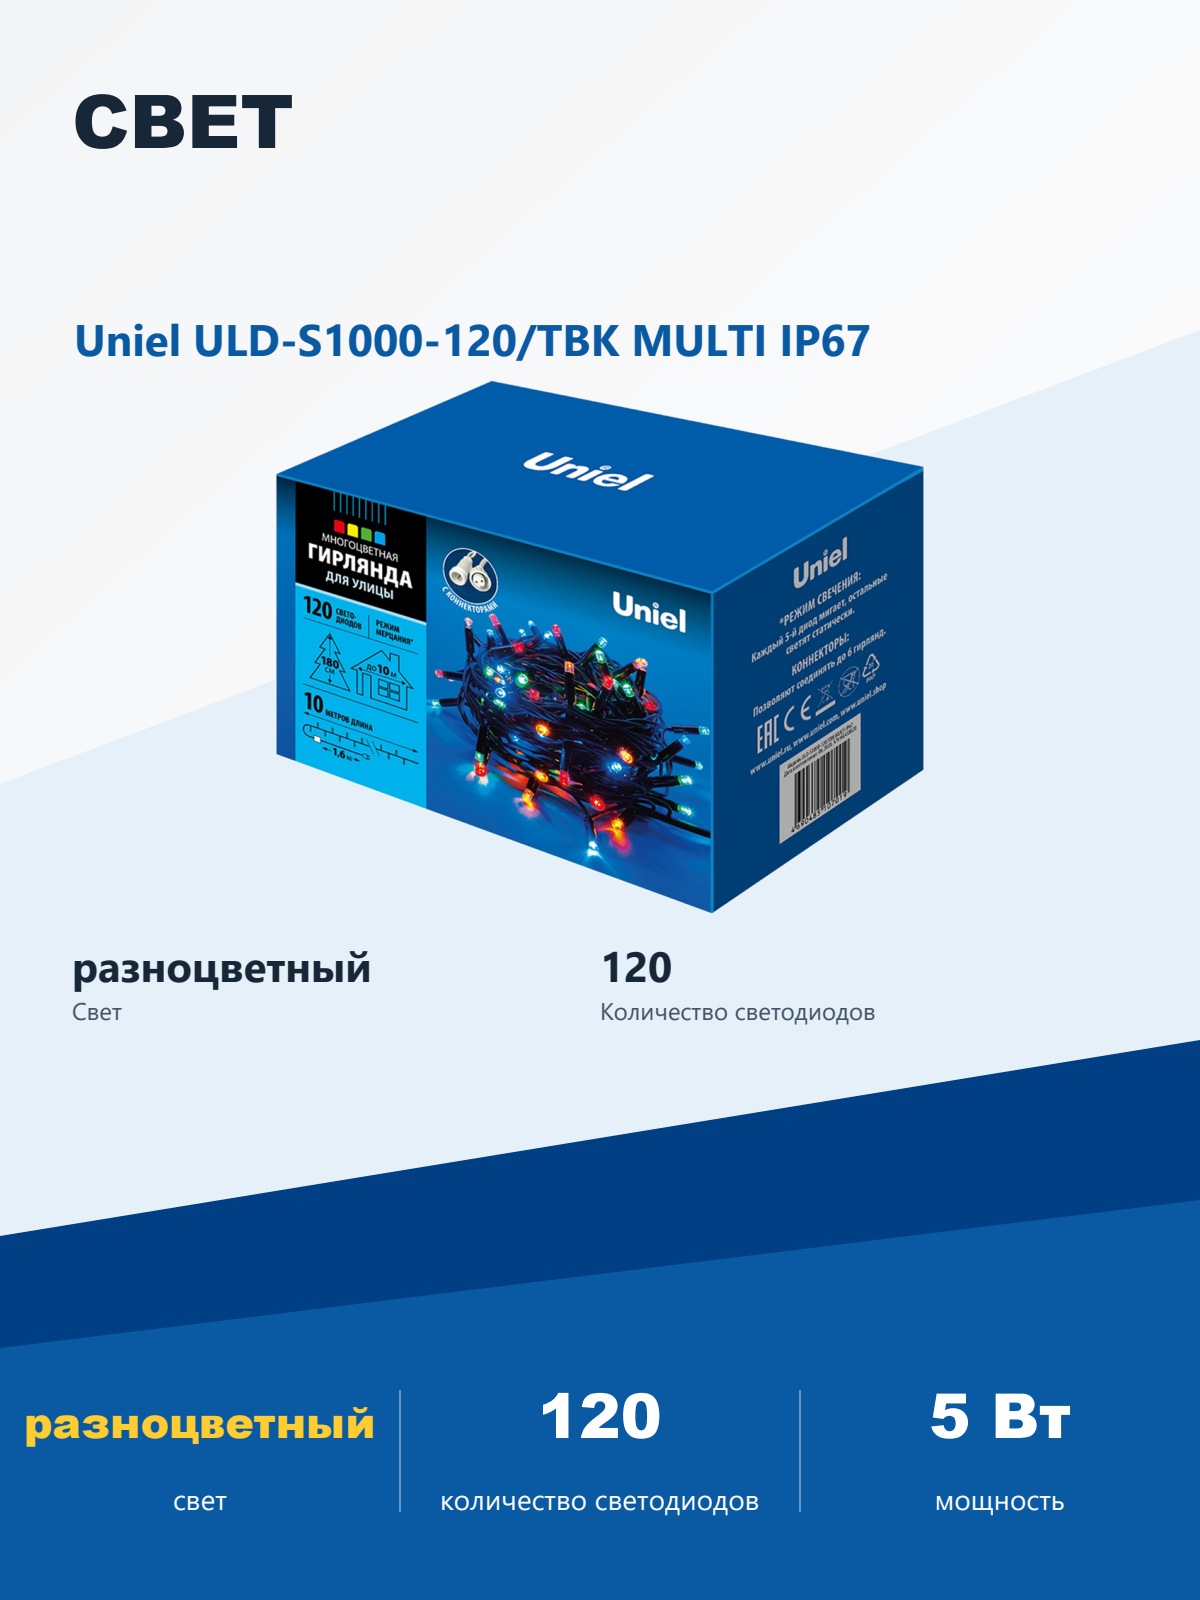 СВЕТ
Uniel ULD-S1000-120/TBK MULTI IP67
Uniel
МНОГОЦВЕТНАЯ
ГИРЛЯНДА
ДЛЯ УЛИЦЫ
С КОННЕКТОРАМИ
Uniel
120 СВЕТО-
ДИОДОВ
РЕЖИМ
МЕРЦАНИЯ*
180
СМ
до 10 м
10 МЕТРОВ ДЛИНА
1,6 м
Uniel
*РЕЖИМ СВЕЧЕНИЯ:
Каждый 5-й диод мигает, остальные
светят статически.
КОННЕКТОРЫ:
Позволяют соединять до 6 гирлянд.
EAC CE
PAP
www.uniel.ru, www.uniel.com, www.uniel.shop
разноцветный
Свет
120
Количество светодиодов
разноцветный
свет
120
количество светодиодов
5 Вт
мощность